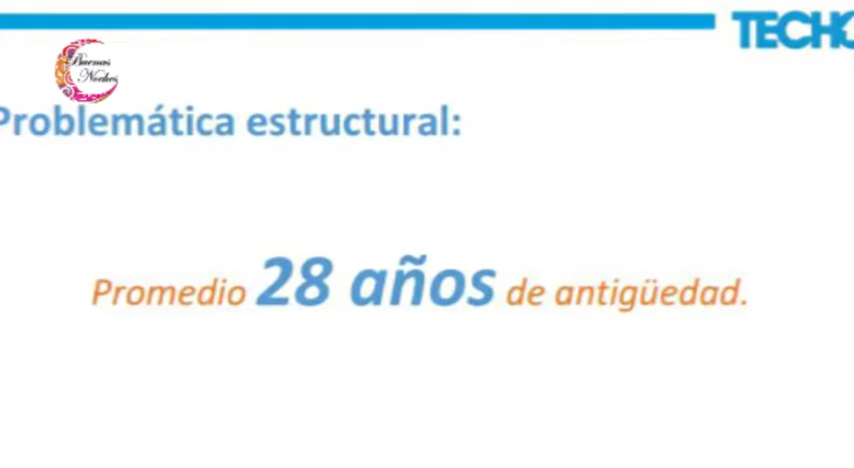 TECHO
Buenas
Noches
Problemática estructural:
Promedio 28 años de antigüedad.